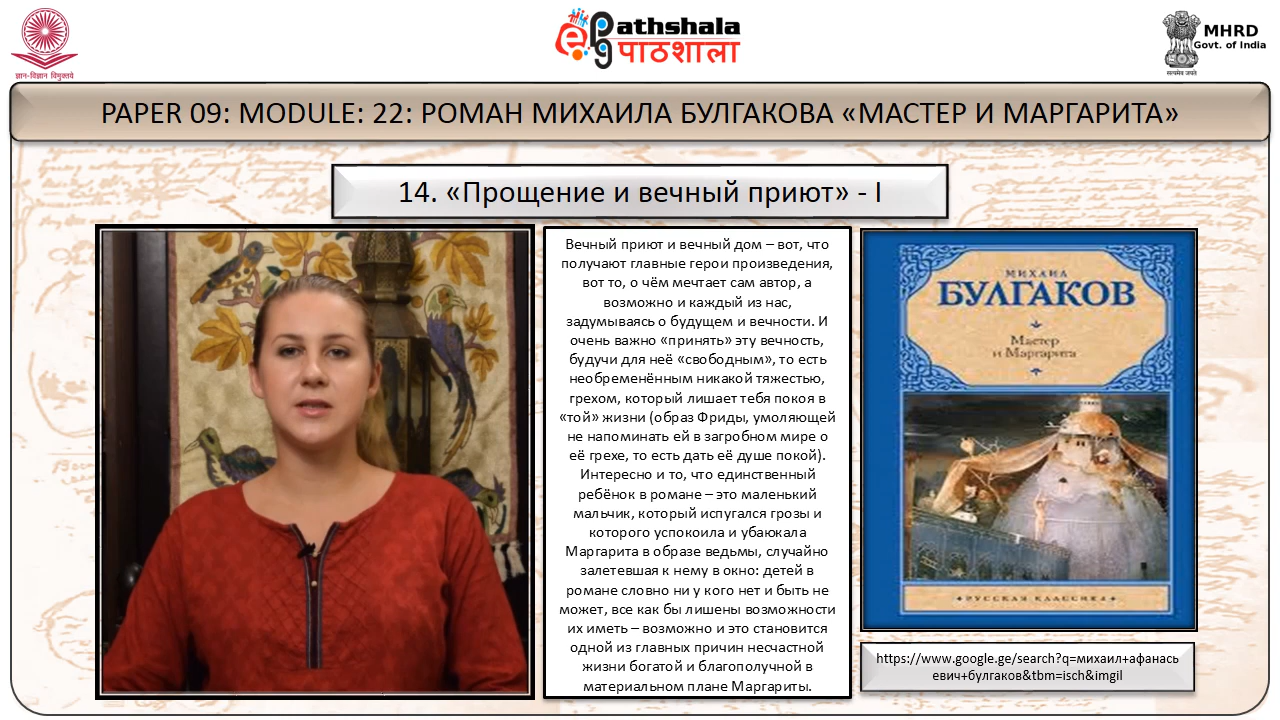 ज्ञान-विज्ञान विमुक्तये
epg
Pathshala
पाठशाला
MHRD
Govt. of India
सत्यमेव जयते
PAPER 09: MODULE: 22: РОМАН МИХАИЛА БУЛГАКОВА «МАСТЕР И МАРГАРИТА»
14. «Прощение и вечный приют» - I
Вечный приют и вечный дом – вот, что
получают главные герои произведения,
вот то, о чём мечтает сам автор, а
возможно и каждый из нас,
задумываясь о будущем и вечности. И
очень важно «принять» эту вечность,
будучи для неё «свободным», то есть
необременённым никакой тяжестью,
грехом, который лишает тебя покоя в
«той» жизни (образ Фриды, умоляющей
не напоминать ей в загробном мире о
её грехе, то есть дать её душе покой).
Интересно и то, что единственный
ребёнок в романе – это маленький
мальчик, который испугался грозы и
которого успокоила и убаюкала
Маргарита в образе ведьмы, случайно
залетевшая к нему в окно: детей в
романе словно ни у кого нет и быть не
может, все как бы лишены возможности
их иметь – возможно и это становится
одной из главных причин несчастной
жизни богатой и благополучной в
материальном плане Маргариты.
МИХАИЛ
БУЛГАКОВ
Мастер
и Маргарита
РУССКАЯ КЛАССИКА
https://www.google.ge/search?q=михаил+афанась
евич+булгаков&tbm=isch&imgil